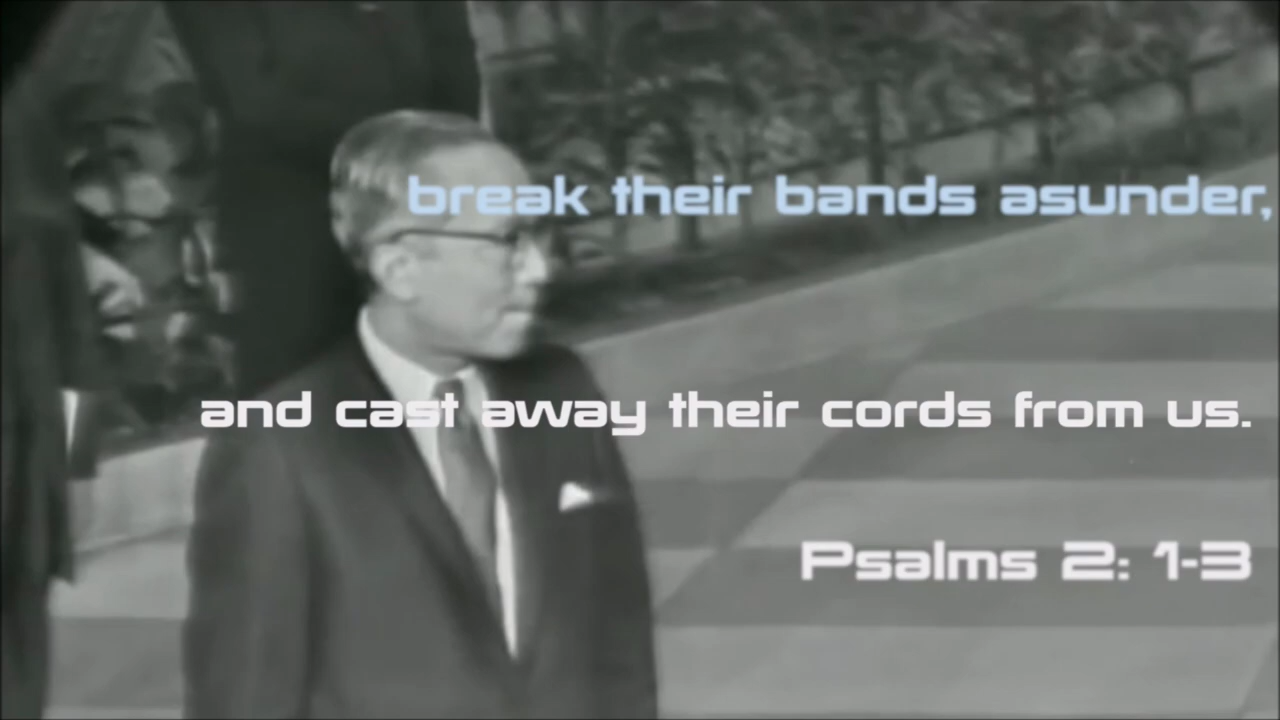 break their bands asunder,
and cast away their cords from us.
Psalms 2: 1-3